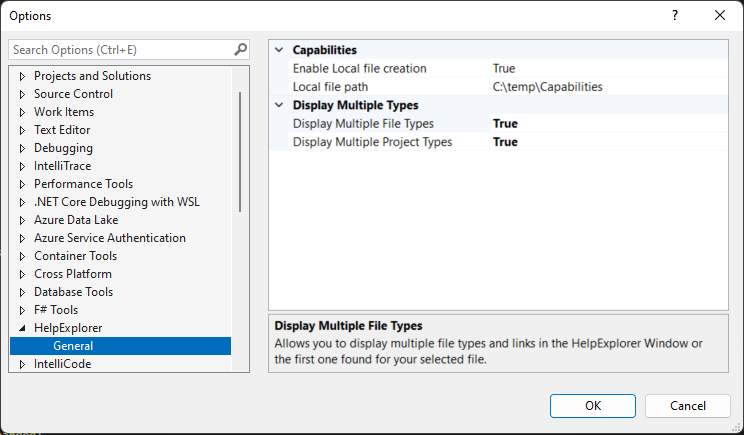 Options
?
Search Options (Ctrl+E)
Projects and Solutions
Source Control
Work Items
Text Editor
Debugging
IntelliTrace
Performance Tools
.NET Core Debugging with WSL
Azure Data Lake
Azure Service Authentication
Container Tools
Cross Platform
Database Tools
F# Tools
HelpExplorer
General
IntelliCode
Capabilities
Enable Local file creation True
Local file path C:\temp\Capabilities
Display Multiple Types
Display Multiple File Types True
Display Multiple Project Types True
Display Multiple File Types
Allows you to display multiple file types and links in the HelpExplorer Window or
the first one found for your selected file.
OK Cancel